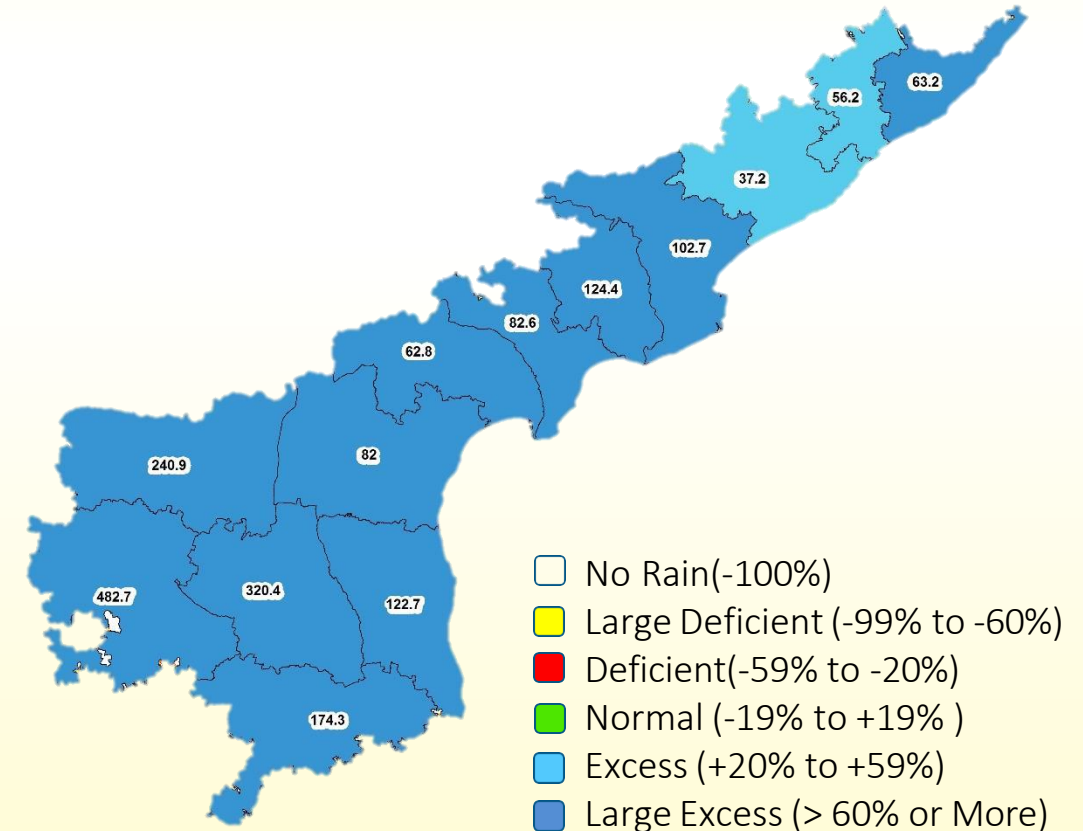 63.2
56.2
37.2
102.7
124.4
82.6
62.8
82
240.9
482.7
320.4
122.7
174.3
No Rain(-100%)
Large Deficient (-99% to -60%)
Deficient(-59% to -20%)
Normal (-19% to +19% )
Excess (+20% to +59%)
Large Excess (> 60% or More)